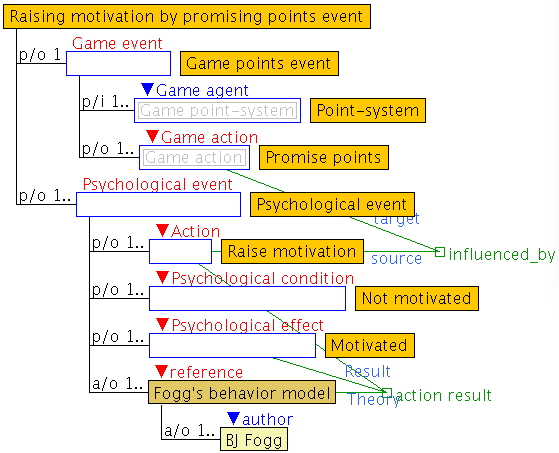 Raising motivation by promising points event
p/o 1 Game event
Game points event
p/i 1.. Game agent
Game point-system Point-system
p/o 1.. Game action
Game action Promise points
p/o 1.. Psychological event
Psychological event
target
p/o 1.. Action
Raise motivation source influenced_by
p/o 1.. Psychological condition
Not motivated
p/o 1.. Psychological effect
Motivated
Result
a/o 1.. reference
Fogg's behavior model Theory action result
a/o 1.. author
BJ Fogg